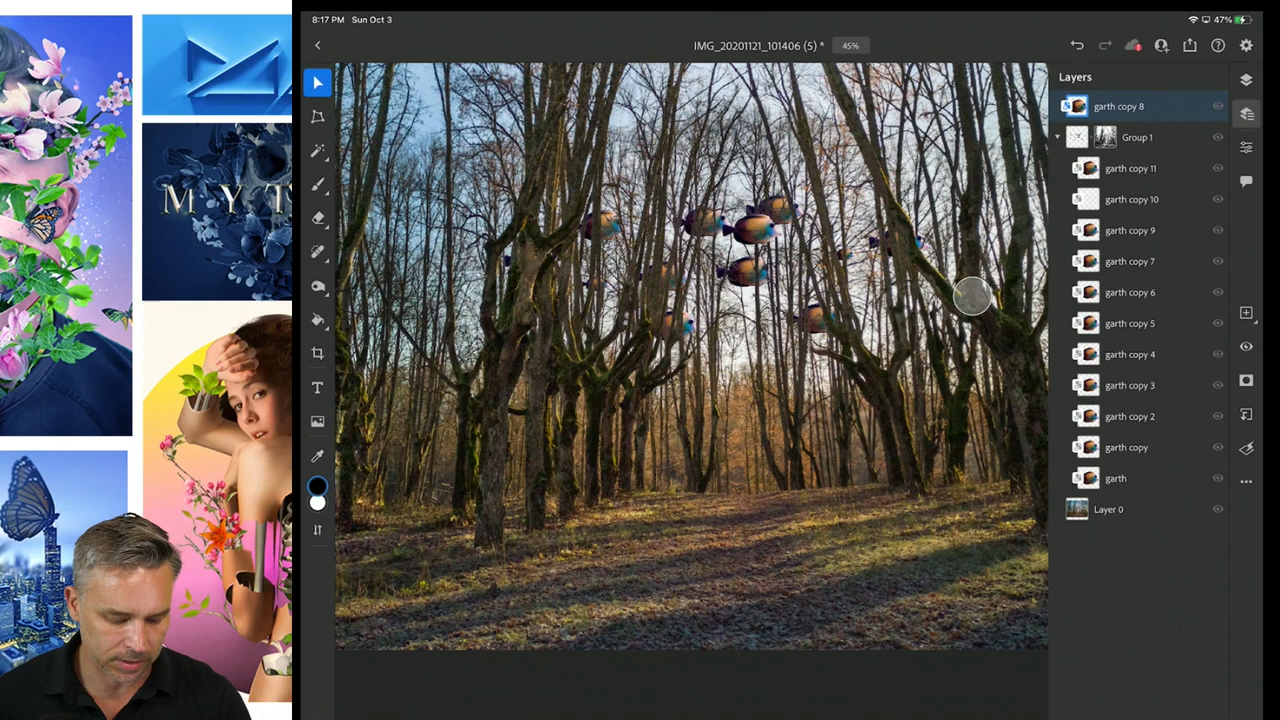 8:17 PM Sun Oct 3
47%
IMG_20201121_101406 (5) *
45%
Layers
garth copy 8
Group 1
garth copy 11
garth copy 10
garth copy 9
garth copy 7
garth copy 6
garth copy 5
garth copy 4
garth copy 3
garth copy 2
garth copy
garth
Layer 0
M Y T